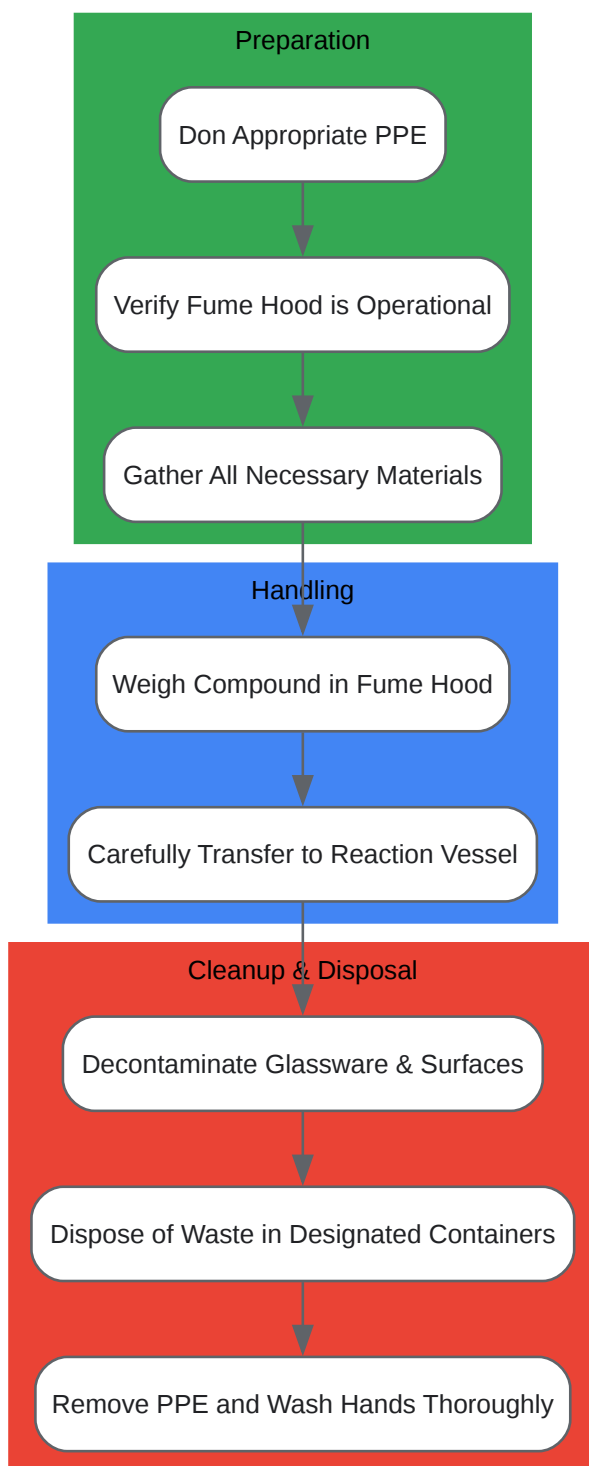 Preparation
Don Appropriate PPE
Verify Fume Hood is Operational
Gather All Necessary Materials
Handling
Weigh Compound in Fume Hood
Carefully Transfer to Reaction Vessel
Cleanup & Disposal
Decontaminate Glassware & Surfaces
Dispose of Waste in Designated Containers
Remove PPE and Wash Hands Thoroughly